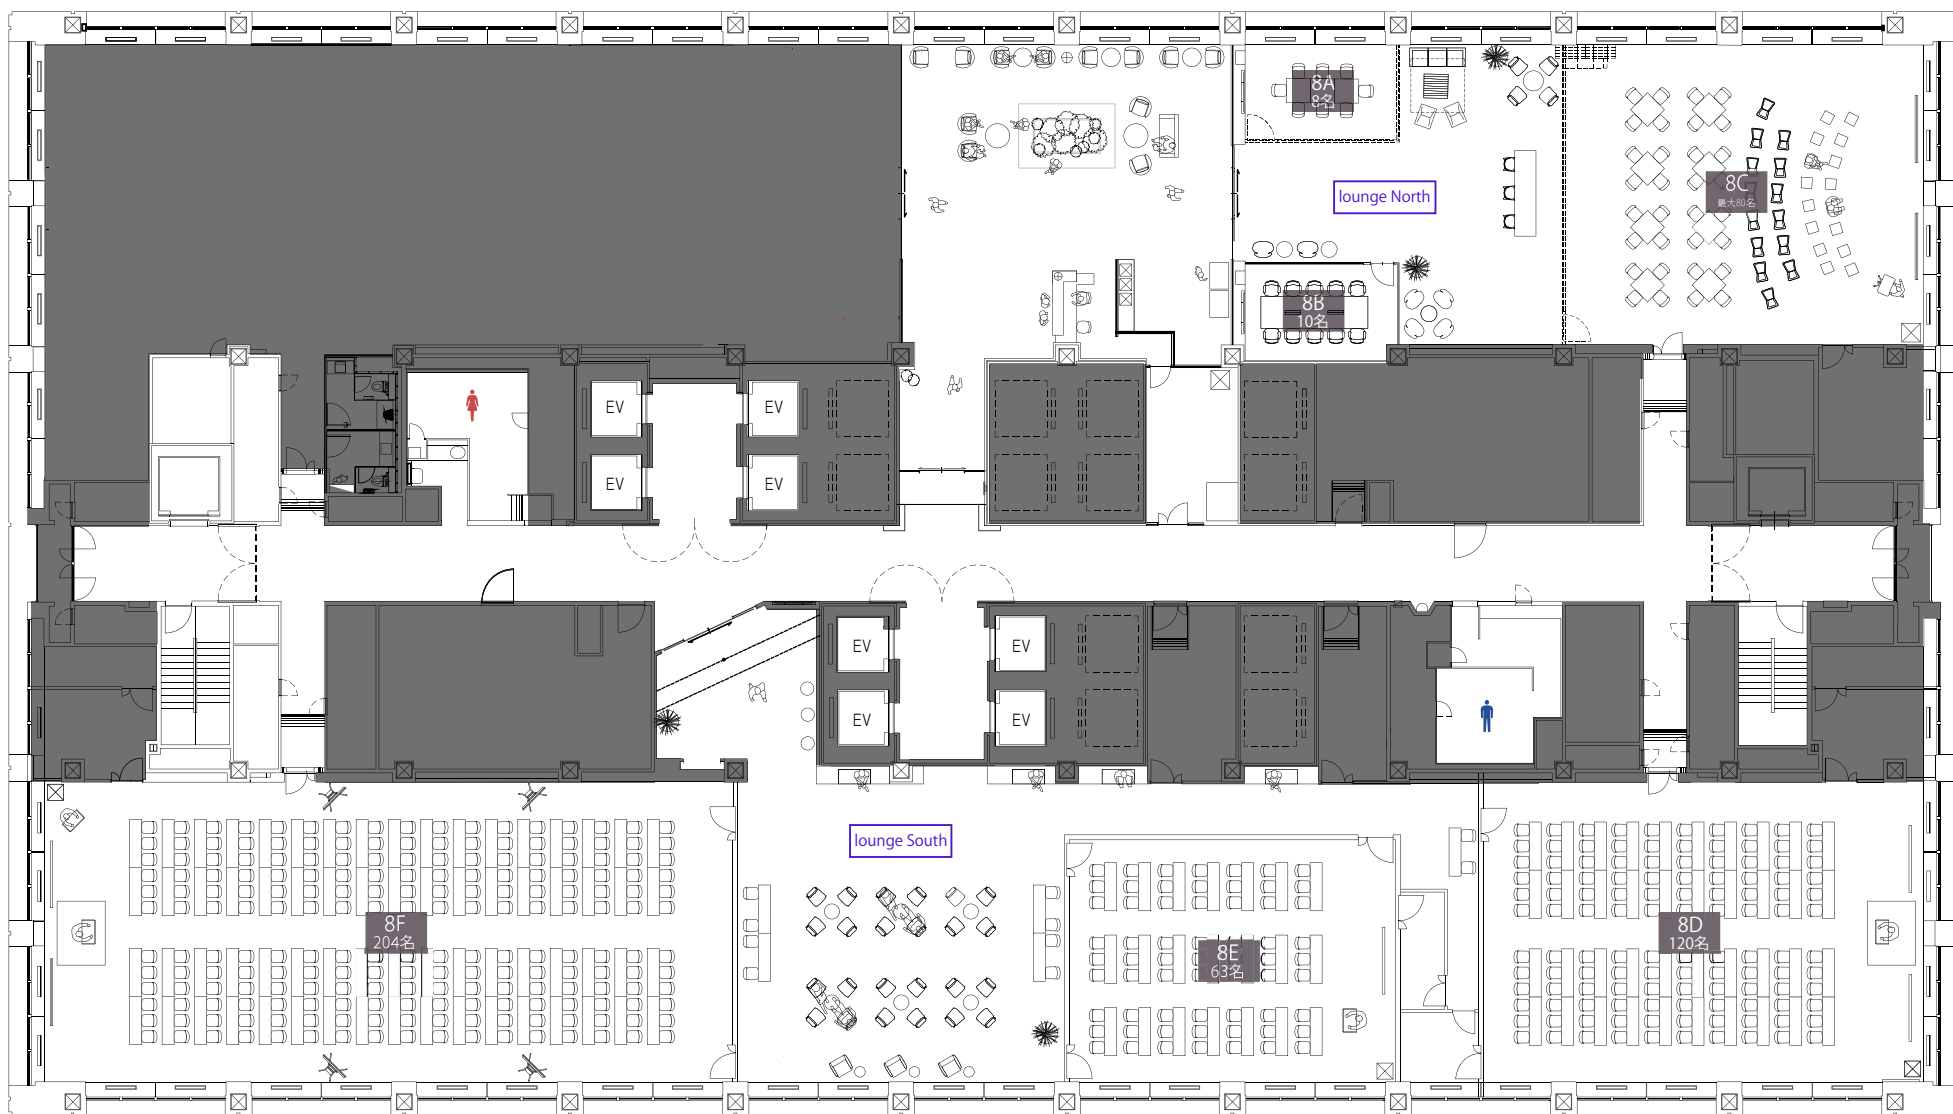 8A
8名
lounge North
8C
最大80名
8B
10名
EV
EV
EV
EV
EV
EV
EV
EV
lounge South
8F
204名
8E
63名
8D
120名